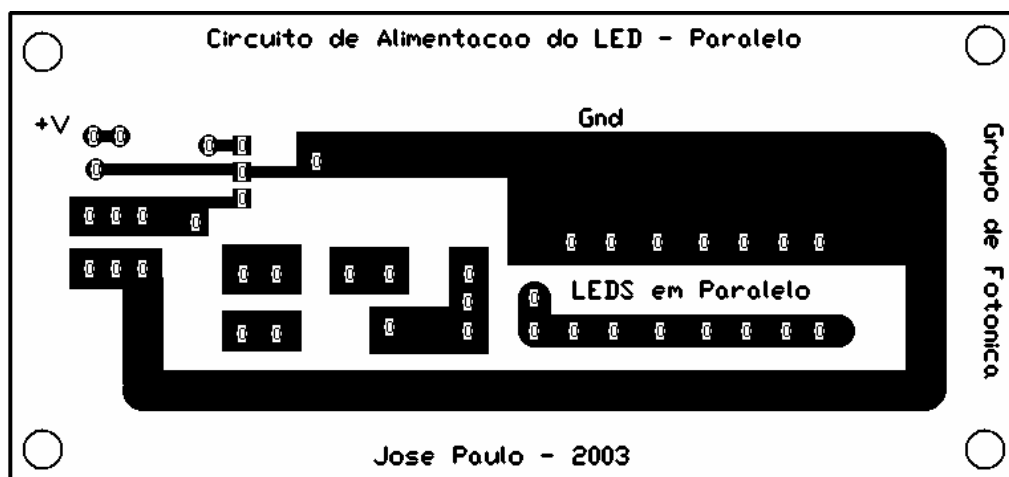 Circuito de Alimentacao do LED - Paralelo
+V
Gnd
Grupo de Fotonica
LEDS em Paralelo
Jose Paulo - 2003